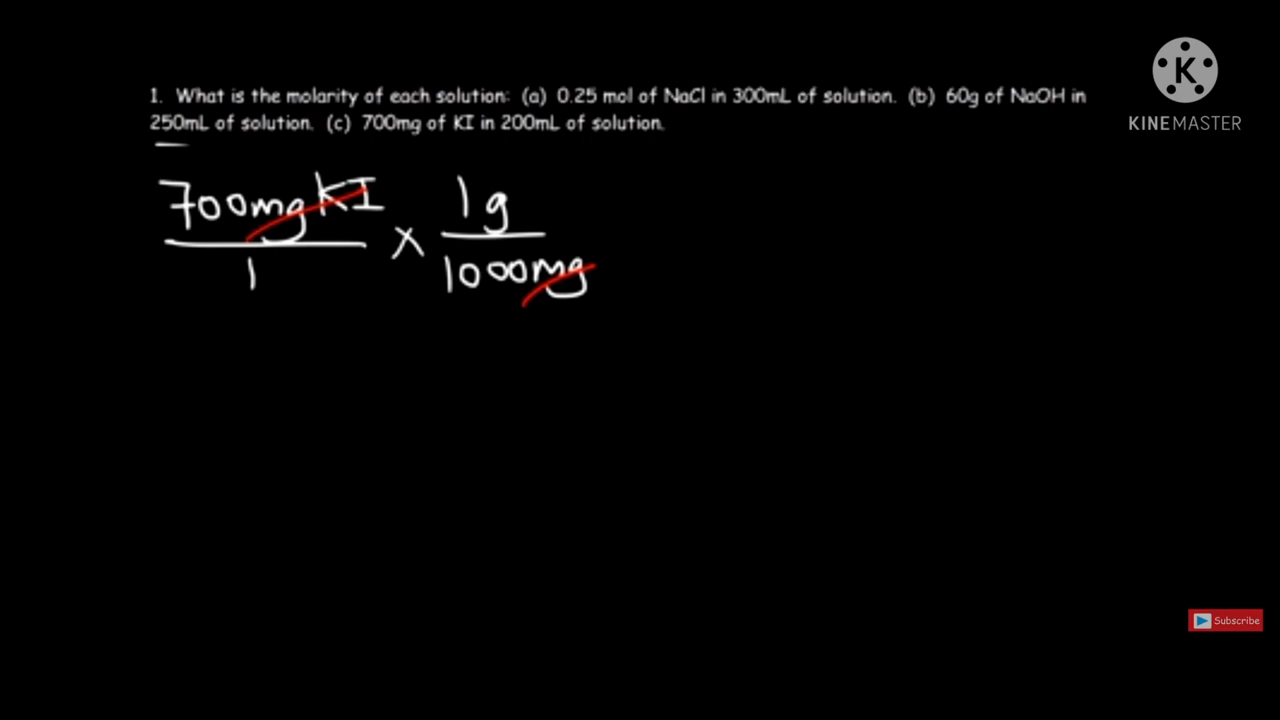 1. What is the molarity of each solution: (a) 0.25 mol of NaCl in 300mL of solution. (b) 60g of NaOH in
250mL of solution. (c) 700mg of KI in 200mL of solution.
K
KINEMASTER
700mg KI
1
×
1g
1000mg
Subscribe